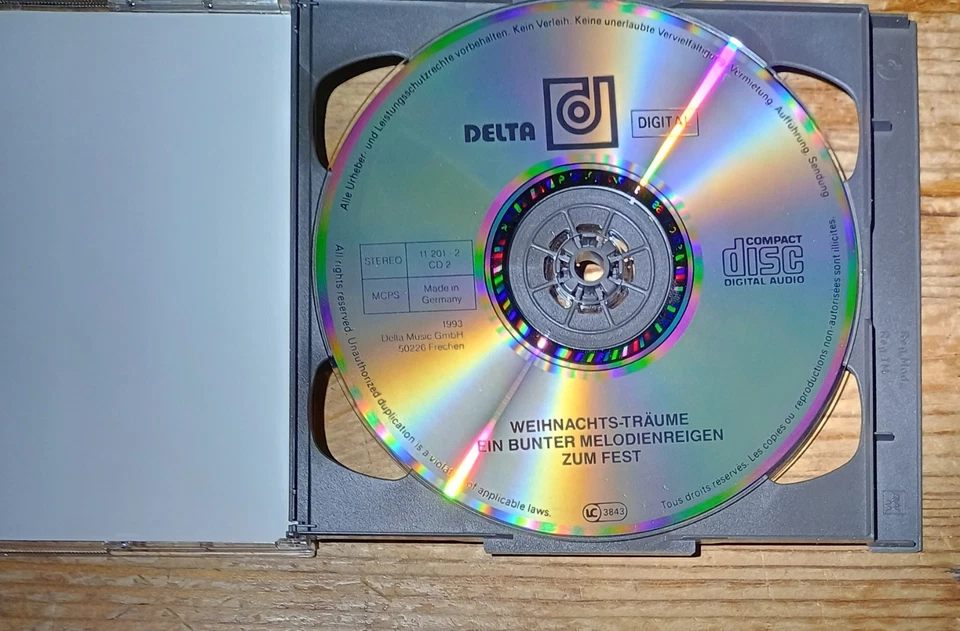 Alle Urheber- und Leistungsschutzrechte vorbehalten. Kein Verleih. Keine unerlaubte Vervielfältigung, Vermietung, Aufführung, Sendung
DELTA
d
DIGITAL
COMPACT
disc
DIGITAL AUDIO
STEREO
11 201 - 2
CD 2
MCPS
Made in
Germany
1993
Delta Music GmbH
50226 Frechen
WEIHNACHTS-TRÄUME
EIN BUNTER MELODIENREIGEN
ZUM FEST
LC 3843
All rights reserved. Unauthorized duplication is a violat of applicable laws.
Tous droits réservés. Les copies ou reproductions non-autorisées sont illicites.